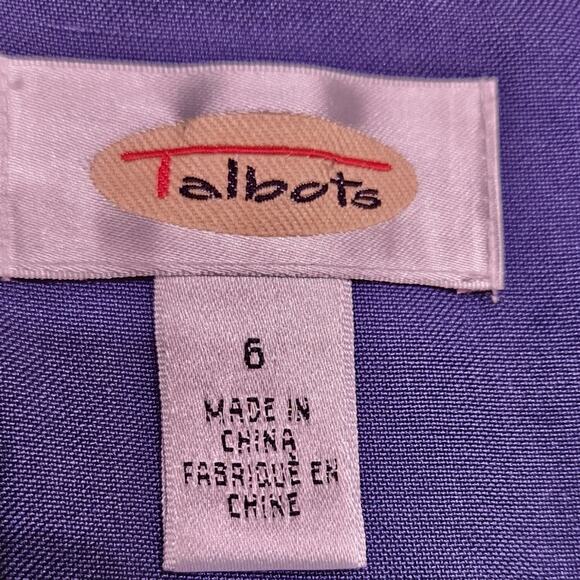 Talbots
6
MADE IN
CHINA
FABRIQUÉ EN
CHINE